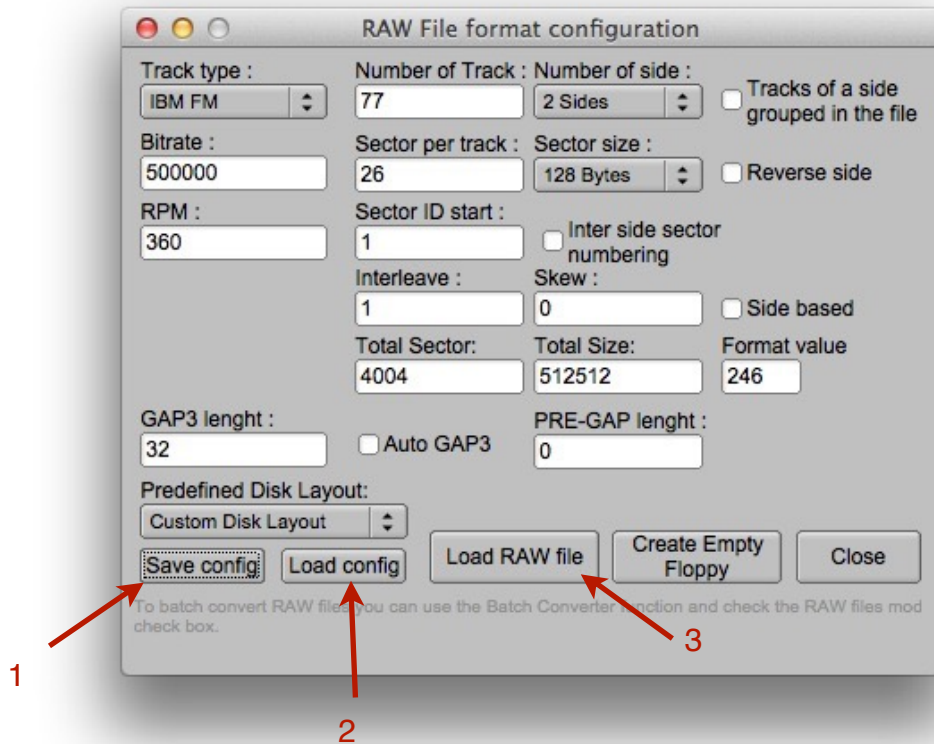 RAW File format configuration
Track type :
Number of Track :
Number of side :
IBM FM
77
2 Sides
Tracks of a side
grouped in the file
Bitrate :
Sector per track :
Sector size :
500000
26
128 Bytes
Reverse side
RPM :
Sector ID start :
360
1
Inter side sector
numbering
Interleave :
Skew :
1
0
Side based
Total Sector:
Total Size:
Format value
4004
512512
246
GAP3 lenght :
PRE-GAP lenght :
32
Auto GAP3
0
Predefined Disk Layout:
Custom Disk Layout
Save config
Load config
Load RAW file
Create Empty
Floppy
Close
To batch convert RAW files you can use the Batch Converter function and check the RAW files mod
check box.
1
2
3